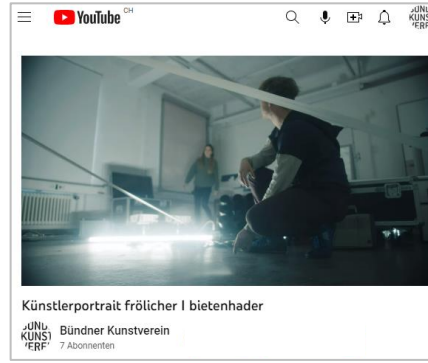 YouTube CH
Künstlerportrait frölicher I bietenhader
Bündner Kunstverein
7 Abonnenten